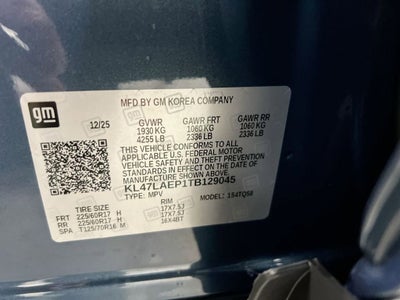 gm
MFD BY GM KOREA COMPANY
12/25 GVWR GAWR FRT GAWR RR
1930 KG 1060 KG 1060 KG
4255 LB 2336 LB 2336 LB
THIS VEHICLE CONFORMS TO ALL APPLICABLE U.S. FEDERAL MOTOR
VEHICLE SAFETY AND THEFT PREVENTION
STANDARDS IN EFFECT ON THE DATE OF
MANUFACTURE SHOWN ABOVE.
KL47LAEP1TB129045
TYPE: MPV MODEL: 1S4TQ58
TIRE SIZE RIM
FRT 225/60R17 H 17X7.5J
RR 225/60R17 H 17X7.5J
SPA T125/70R16 M 16X4BT